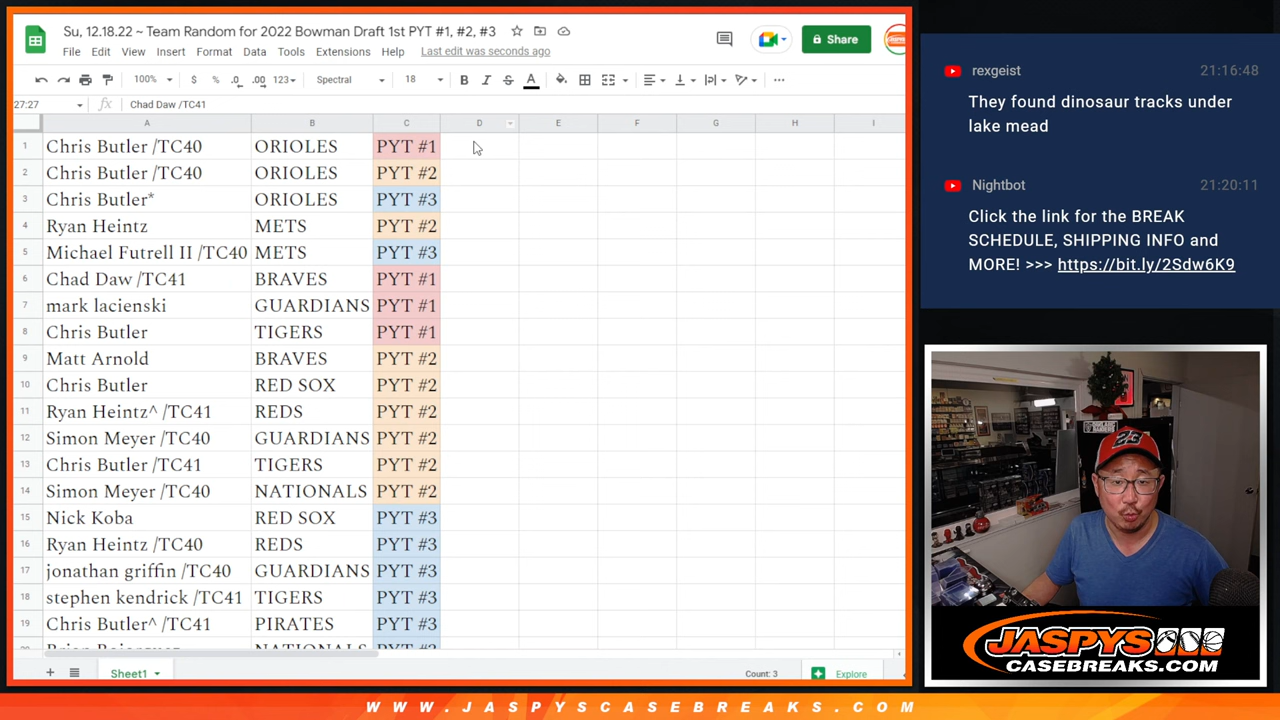 Su, 12.18.22 ~ Team Random for 2022 Bowman Draft 1st PYT #1, #2, #3
Share
File Edit View Insert Format Data Tools Extensions Help Last edit was seconds ago
100% $ % .0 .00 123 Spectral 18 B I S A
27:27 fx Chad Daw /TC41
A B C D E F G H I
1 Chris Butler /TC40 ORIOLES PYT #1
2 Chris Butler /TC40 ORIOLES PYT #2
3 Chris Butler* ORIOLES PYT #3
4 Ryan Heintz METS PYT #2
5 Michael Futrell II /TC40 METS PYT #3
6 Chad Daw /TC41 BRAVES PYT #1
7 mark lacienski GUARDIANS PYT #1
8 Chris Butler TIGERS PYT #1
9 Matt Arnold BRAVES PYT #2
10 Chris Butler RED SOX PYT #2
11 Ryan Heintz^ /TC41 REDS PYT #2
12 Simon Meyer /TC40 GUARDIANS PYT #2
13 Chris Butler /TC41 TIGERS PYT #2
14 Simon Meyer /TC40 NATIONALS PYT #2
15 Nick Koba RED SOX PYT #3
16 Ryan Heintz /TC40 REDS PYT #3
17 jonathan griffin /TC40 GUARDIANS PYT #3
18 stephen kendrick /TC41 TIGERS PYT #3
19 Chris Butler^ /TC41 PIRATES PYT #3
Sheet1 Count: 3 Explore
rexgeist 21:16:48
They found dinosaur tracks under
lake mead
Nightbot 21:20:11
Click the link for the BREAK
SCHEDULE, SHIPPING INFO and
MORE! >>> https://bit.ly/2Sdw6K9
23
JASPYS
CASEBREAKS.COM
WWW.JASPYSCASEBREAKS.COM